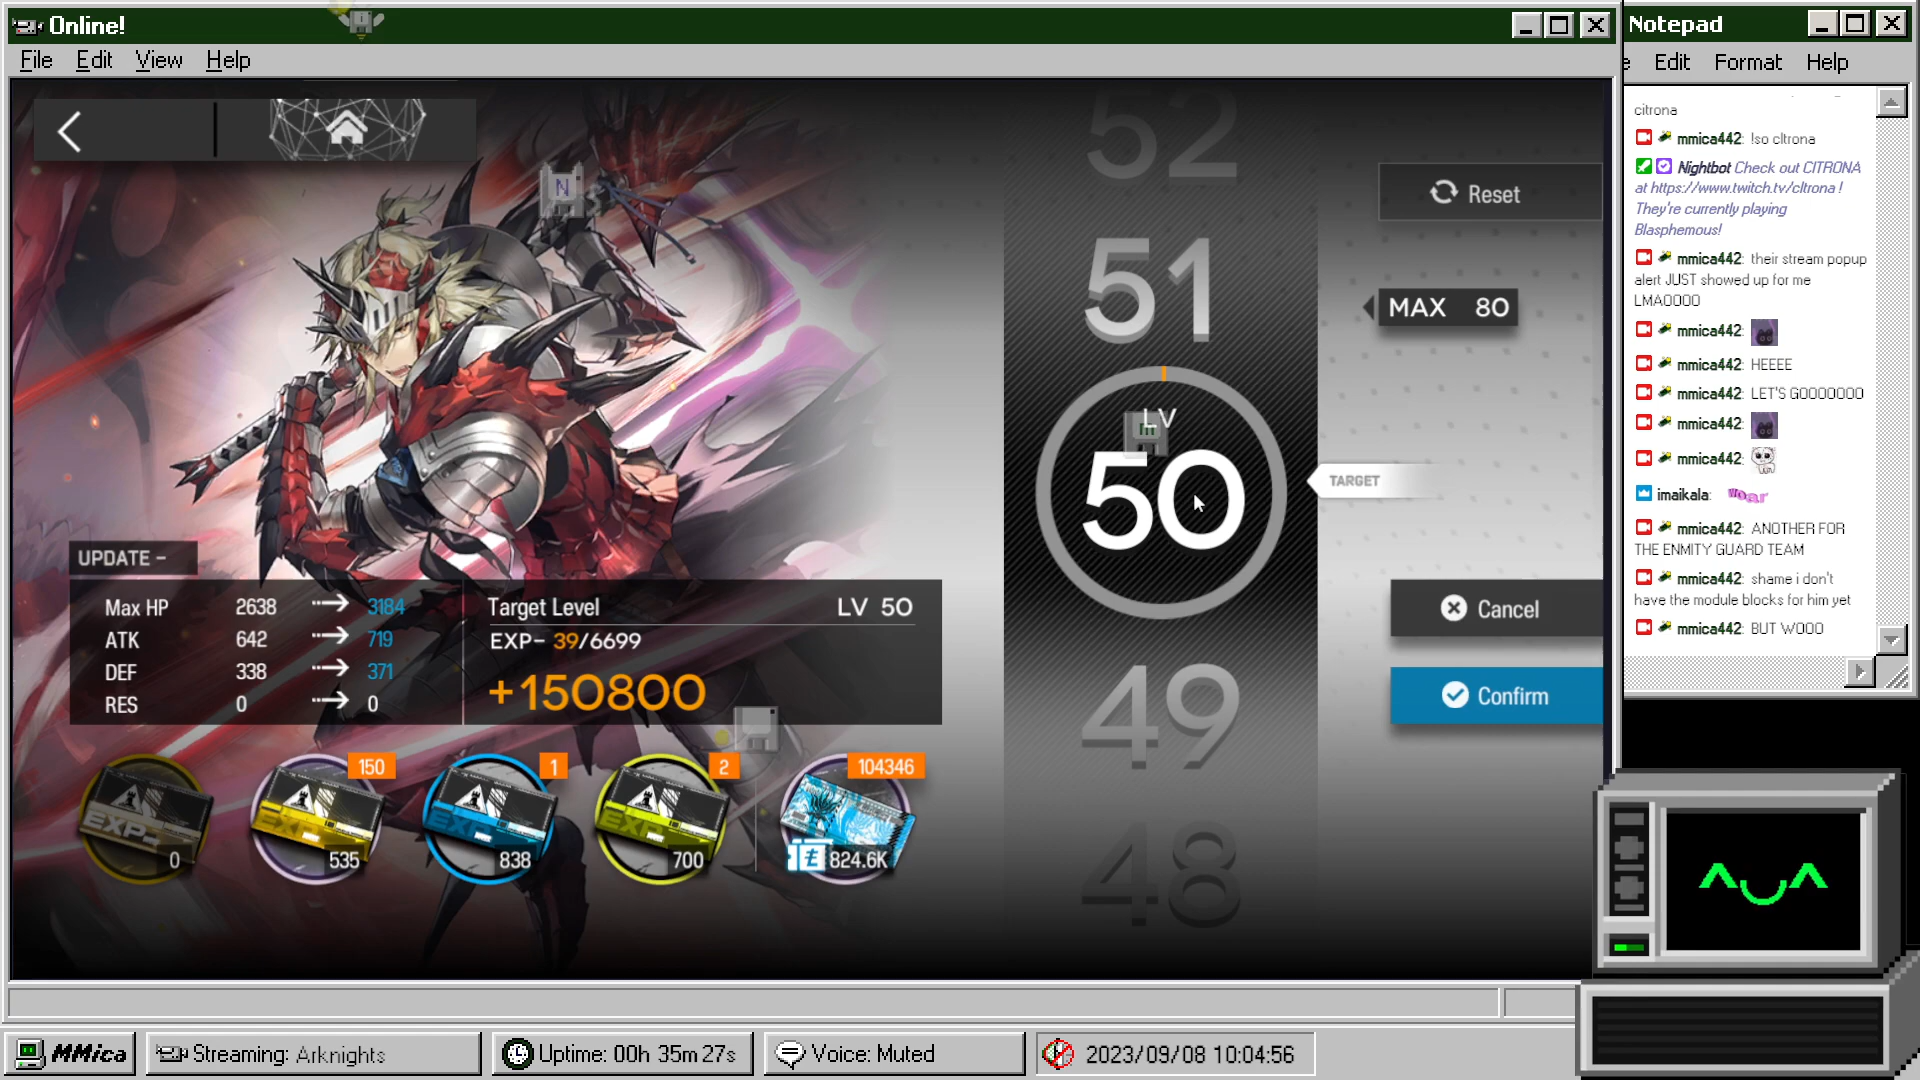 Online!
File Edit View Help
52
51
LV
50
49
48
Reset
MAX 80
TARGET
Cancel
Confirm
UPDATE -
Max HP 2638 3184
ATK 642 719
DEF 338 371
RES 0 0
Target Level LV 50
EXP- 39/6699
+150800
EXP 0
150
535
1
838
2
700
104346
824.6K
N
m
Notepad
Edit Format Help
citrona
mmica442: !so c1trona
Nightbot Check out C1TRONA
at https://www.twitch.tv/c1trona !
They're currently playing
Blasphemous!
mmica442: their stream popup
alert JUST showed up for me
LMAOOOO
mmica442:
mmica442: HEEEE
mmica442: LET'S GOOOOOOO
mmica442:
mmica442:
imaikala: roar
mmica442: ANOTHER FOR
THE ENMITY GUARD TEAM
mmica442: shame i don't
have the module blocks for him yet
mmica442: BUT WOOO
MMica
Streaming: Arknights
Uptime: 00h 35m 27s
Voice: Muted
2023/09/08 10:04:56